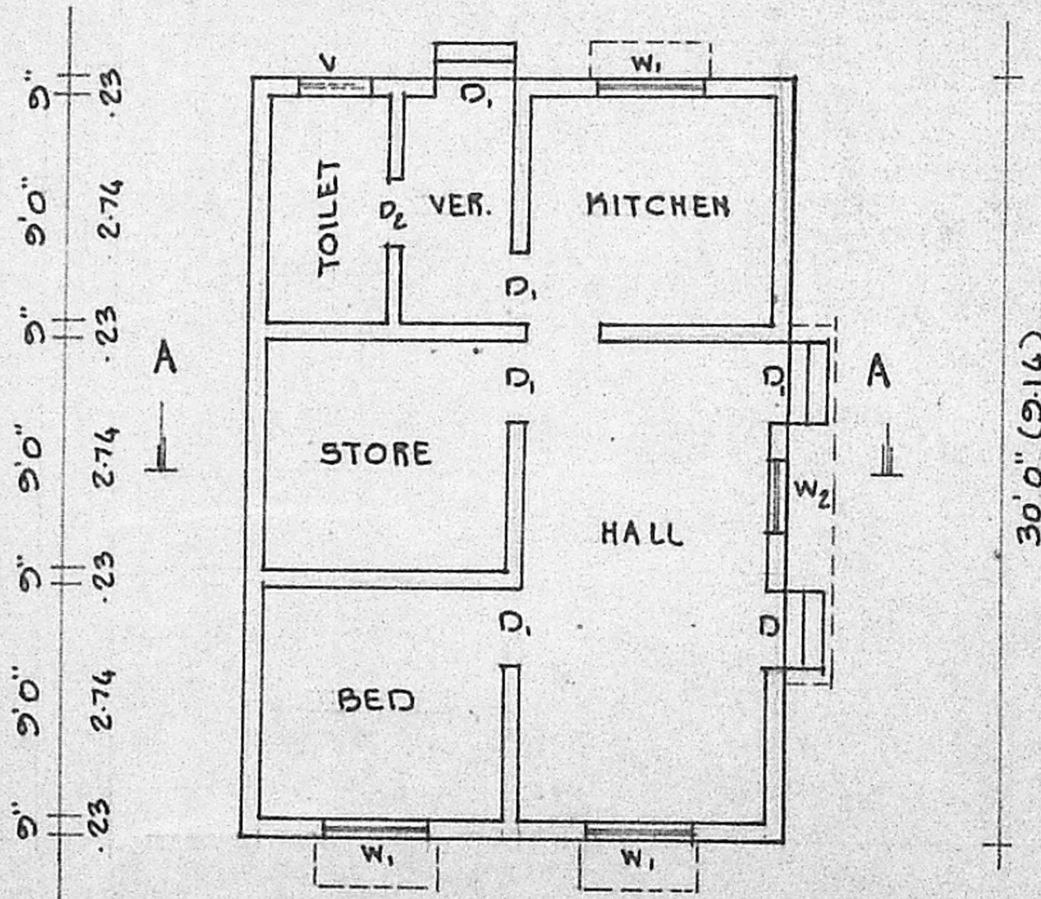 9"
.23
V
D₁
W₁
9'0"
2.74
TOILET
D₂
VER.
KITCHEN
D₁
9"
.23
A
D₁
D
A
30'0" (9.14)
9'0"
2.74
STORE
W₂
HALL
9"
.23
D₁
D
9'0"
2.74
BED
9"
.23
W₁
W₁